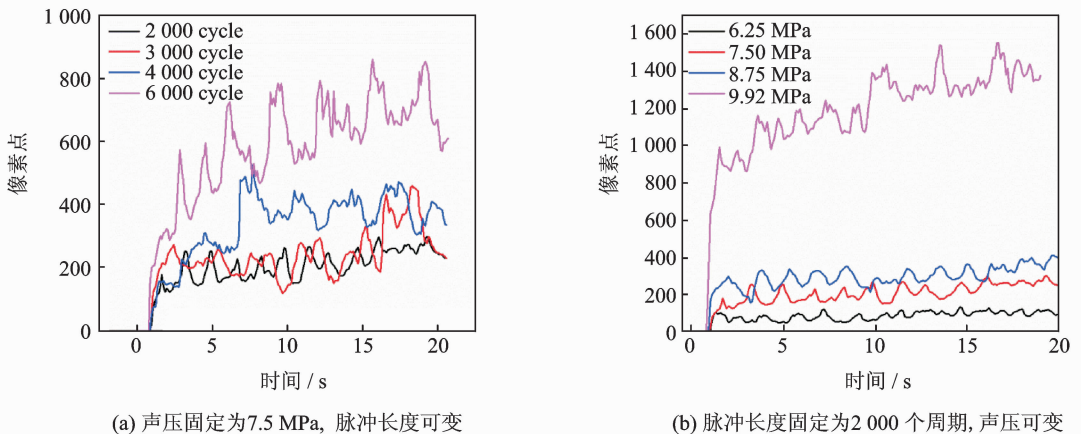 1 000
800
600
400
200
0
像素点
2 000 cycle
3 000 cycle
4 000 cycle
6 000 cycle
0 5 10 15 20
时间 / s
(a) 声压固定为7.5 MPa, 脉冲长度可变
1 600
1 400
1 200
1 000
800
600
400
200
0
像素点
6.25 MPa
7.50 MPa
8.75 MPa
9.92 MPa
0 5 10 15 20
时间 / s
(b) 脉冲长度固定为2 000 个周期, 声压可变